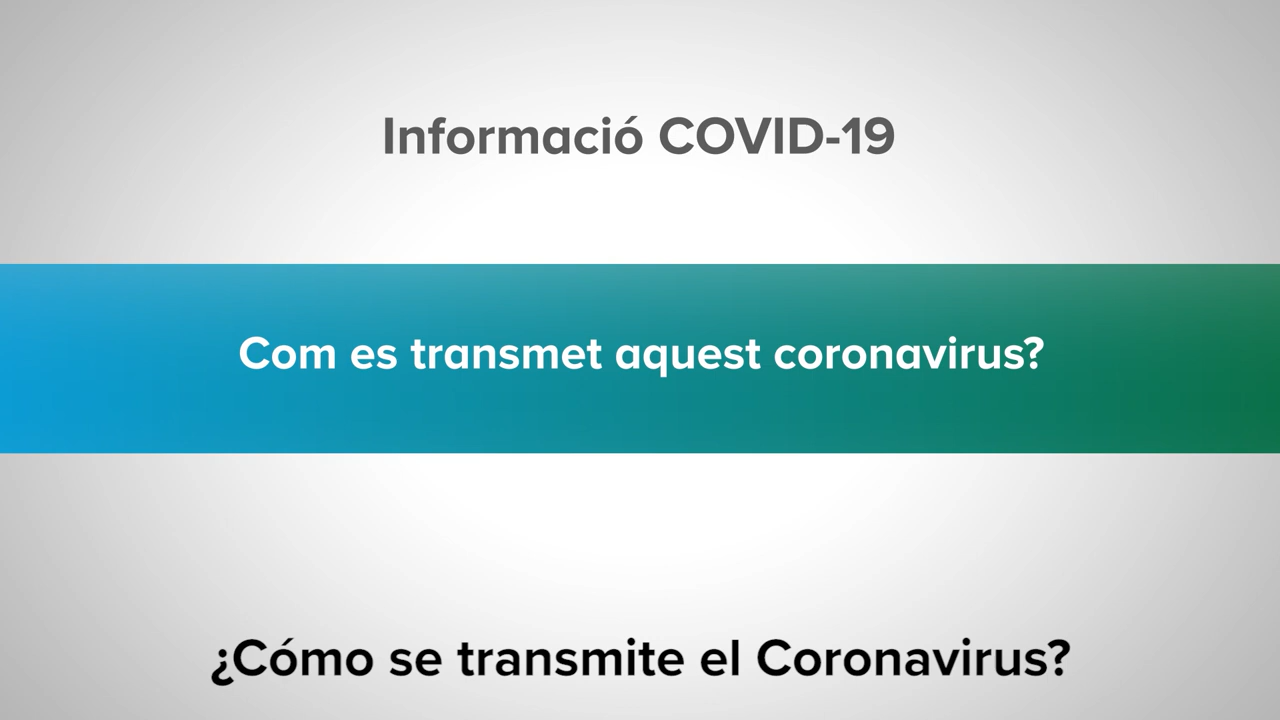 Informació COVID-19
Com es transmet aquest coronavirus?
¿Cómo se transmite el Coronavirus?